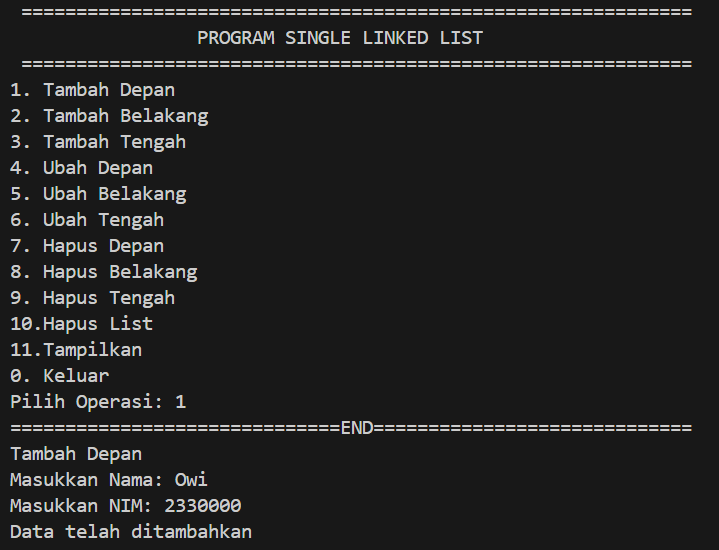 =============================================================
PROGRAM SINGLE LINKED LIST
=============================================================
1. Tambah Depan
2. Tambah Belakang
3. Tambah Tengah
4. Ubah Depan
5. Ubah Belakang
6. Ubah Tengah
7. Hapus Depan
8. Hapus Belakang
9. Hapus Tengah
10.Hapus List
11.Tampilkan
0. Keluar
Pilih Operasi: 1
==============================END=============================
Tambah Depan
Masukkan Nama: Owi
Masukkan NIM: 2330000
Data telah ditambahkan